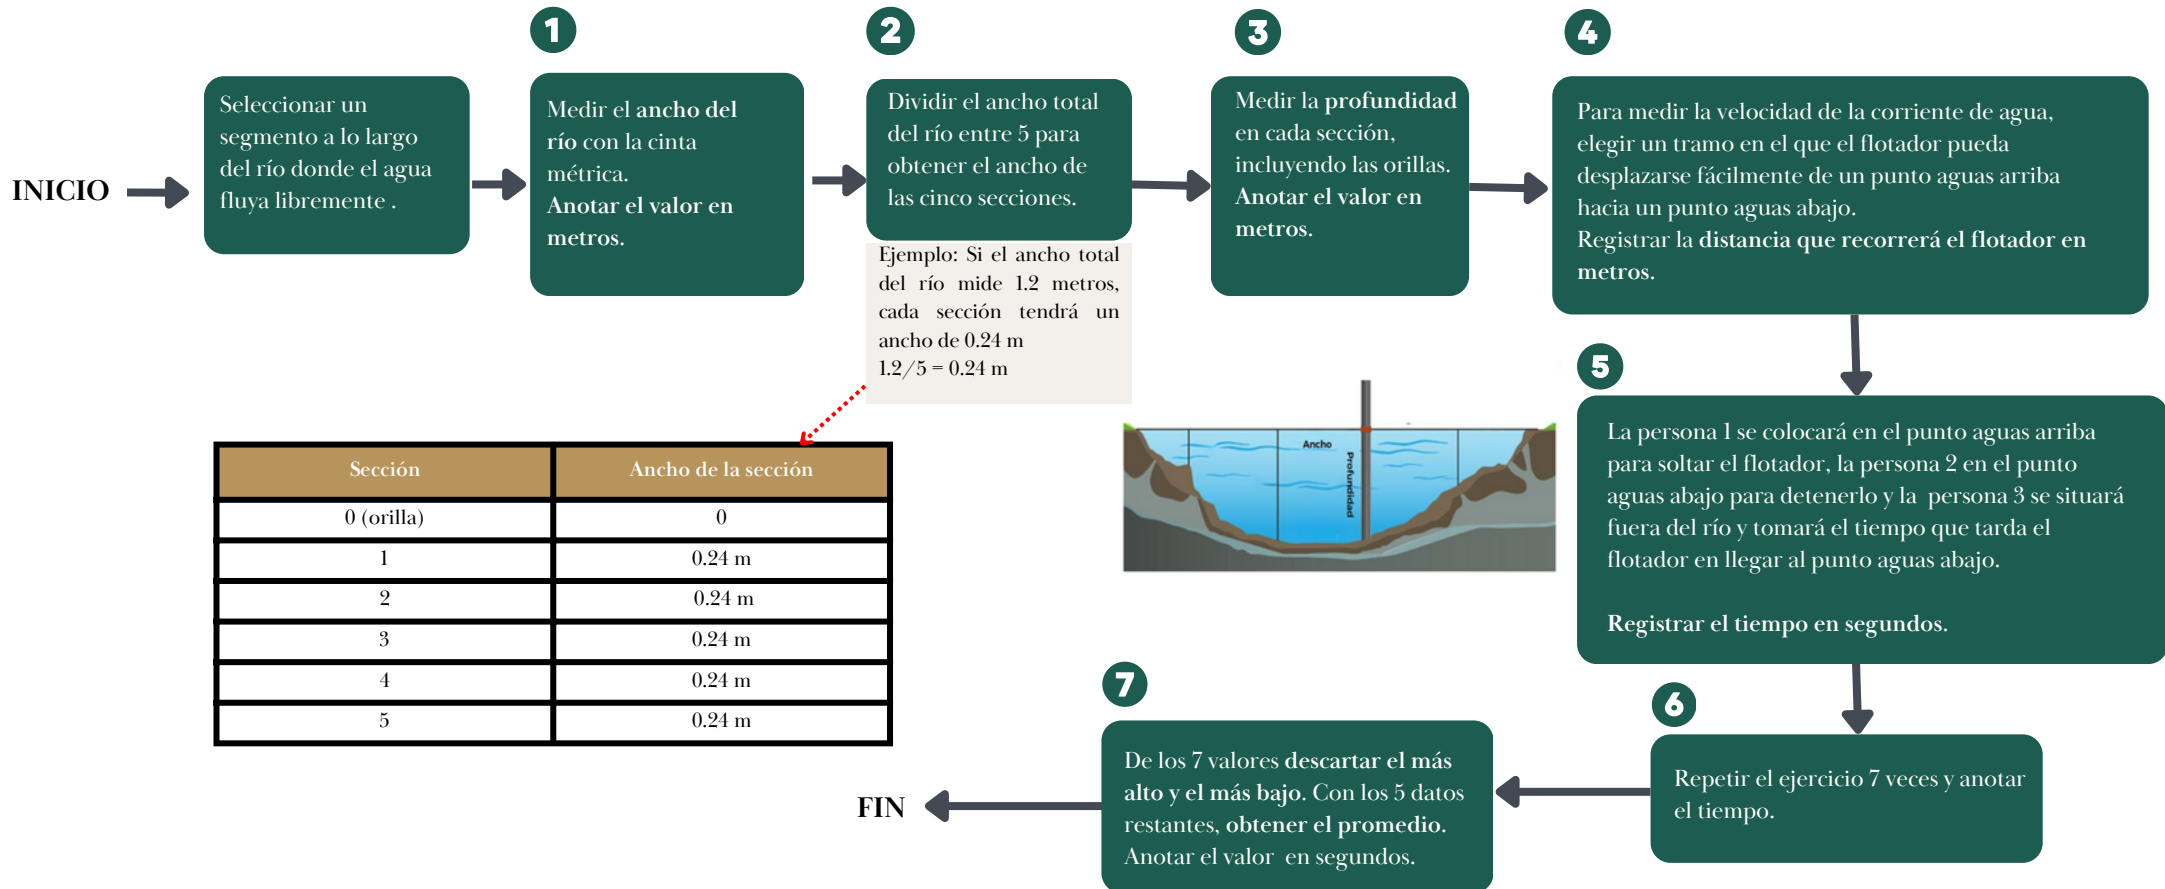 INICIO
Seleccionar un
segmento a lo largo
del río donde el agua
fluya libremente .
1
Medir el ancho del
río con la cinta
métrica.
Anotar el valor en
metros.
2
Dividir el ancho total
del río entre 5 para
obtener el ancho de
las cinco secciones.
Ejemplo: Si el ancho total
del río mide 1.2 metros,
cada sección tendrá un
ancho de 0.24 m
1.2/5 = 0.24 m
3
Medir la profundidad
en cada sección,
incluyendo las orillas.
Anotar el valor en
metros.
4
Para medir la velocidad de la corriente de agua,
elegir un tramo en el que el flotador pueda
desplazarse fácilmente de un punto aguas arriba
hacia un punto aguas abajo.
Registrar la distancia que recorrerá el flotador en
metros.
Sección Ancho de la sección
0 (orilla) 0
1 0.24 m
2 0.24 m
3 0.24 m
4 0.24 m
5 0.24 m
Ancho
Profundidad
5
La persona 1 se colocará en el punto aguas arriba
para soltar el flotador, la persona 2 en el punto
aguas abajo para detenerlo y la persona 3 se situará
fuera del río y tomará el tiempo que tarda el
flotador en llegar al punto aguas abajo.
Registrar el tiempo en segundos.
6
Repetir el ejercicio 7 veces y anotar
el tiempo.
7
De los 7 valores descartar el más
alto y el más bajo. Con los 5 datos
restantes, obtener el promedio.
Anotar el valor en segundos.
FIN